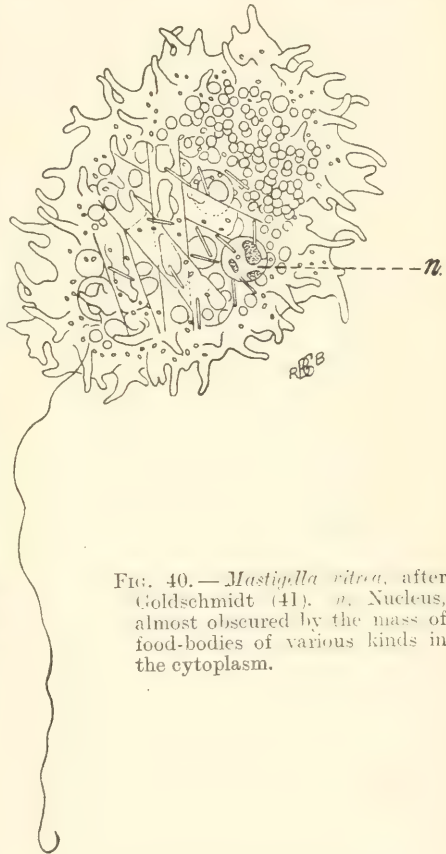 n.
R B B
FIG. 40. — Mastigella vitrea, after
Goldschmidt (41). n. Nucleus,
almost obscured by the mass of
food-bodies of various kinds in
the cytoplasm.